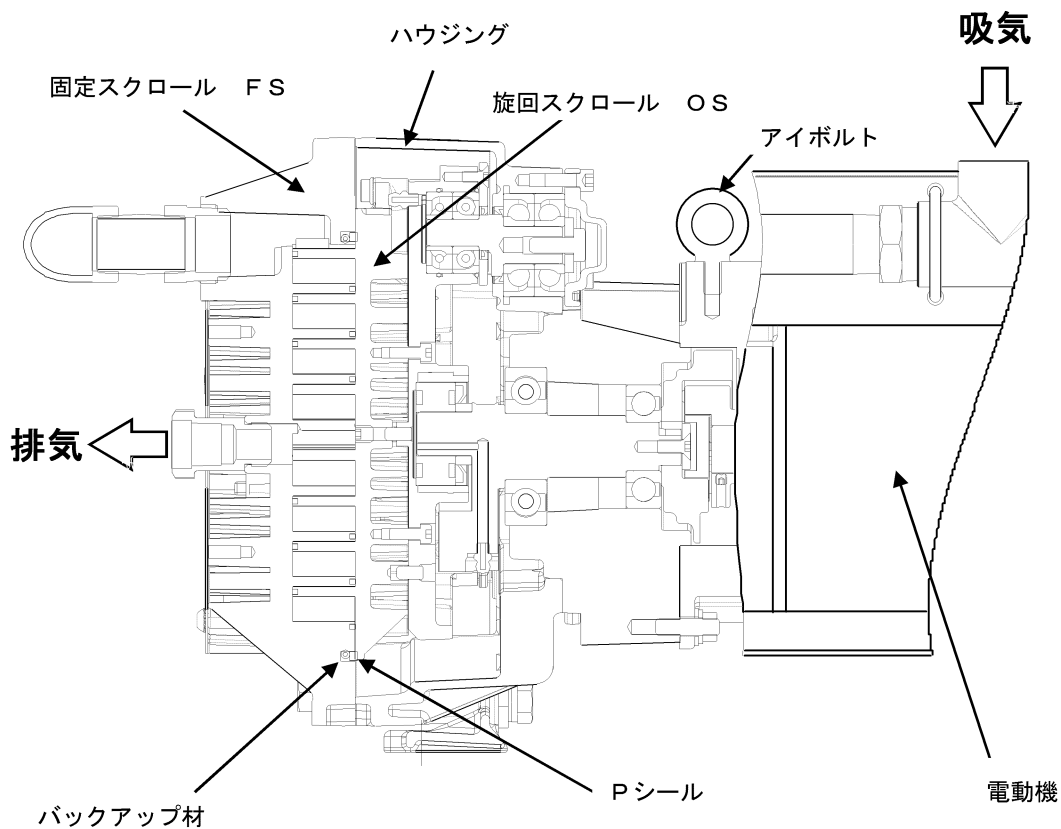 吸気
ハウジング
固定スクロール　ＦＳ
旋回スクロール　ＯＳ
アイボルト
排気
Ｐシール
電動機
バックアップ材